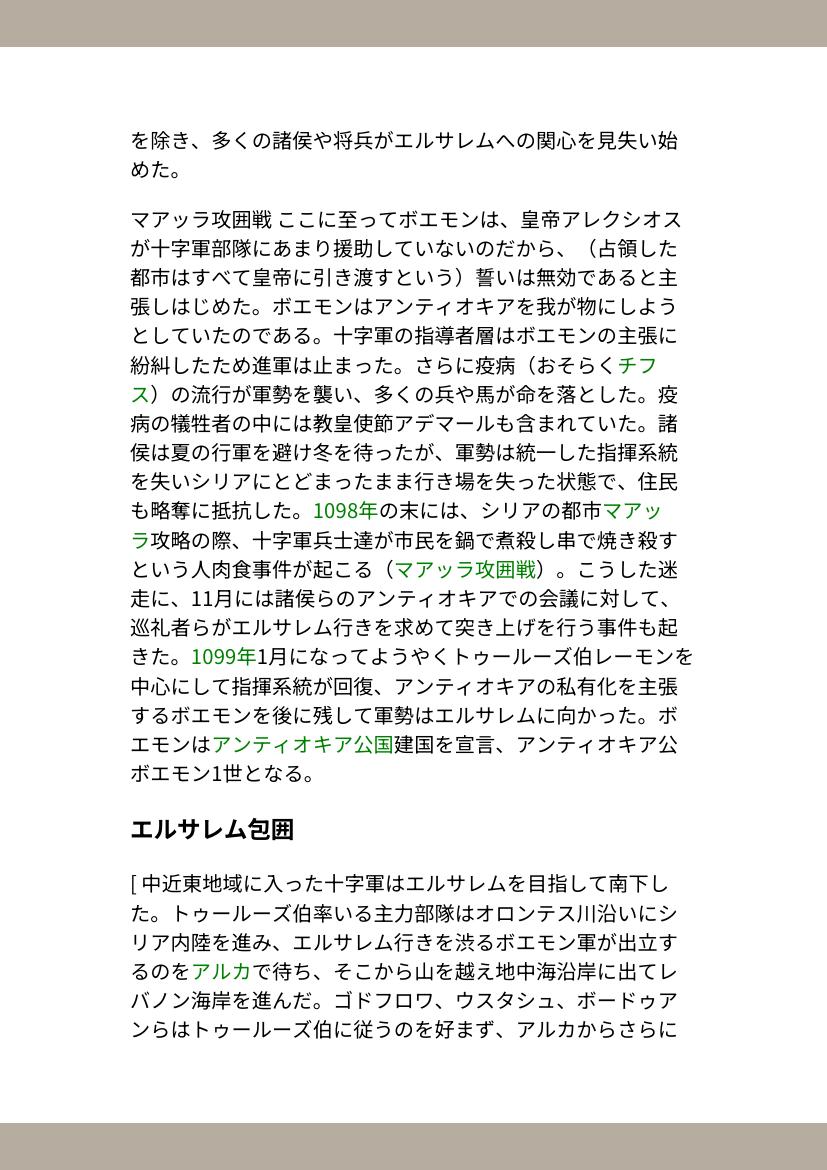 を除き、多くの諸侯や将兵がエルサレムへの関心を見失い始
めた。
マアッラ攻囲戦 ここに至ってボエモンは、皇帝アレクシオス
が十字軍部隊にあまり援助していないのだから、（占領した
都市はすべて皇帝に引き渡すという）誓いは無効であると主
張しはじめた。ボエモンはアンティオキアを我が物にしよう
としていたのである。十字軍の指導者層はボエモンの主張に
紛糾したため進軍は止まった。さらに疫病（おそらくチフ
ス）の流行が軍勢を襲い、多くの兵や馬が命を落とした。疫
病の犠牲者の中には教皇使節アデマールも含まれていた。諸
侯は夏の行軍を避け冬を待ったが、軍勢は統一した指揮系統
を失いシリアにとどまったまま行き場を失った状態で、住民
も略奪に抵抗した。1098年の末には、シリアの都市マアッ
ラ攻略の際、十字軍兵士達が市民を鍋で煮殺し串で焼き殺す
という人肉食事件が起こる（マアッラ攻囲戦）。こうした迷
走に、11月には諸侯らのアンティオキアでの会議に対して、
巡礼者らがエルサレム行きを求めて突き上げを行う事件も起
きた。1099年1月になってようやくトゥールーズ伯レーモンを
中心にして指揮系統が回復、アンティオキアの私有化を主張
するボエモンを後に残して軍勢はエルサレムに向かった。ボ
エモンはアンティオキア公国建国を宣言、アンティオキア公
ボエモン1世となる。
エルサレム包囲
[ 中近東地域に入った十字軍はエルサレムを目指して南下し
た。トゥールーズ伯率いる主力部隊はオロンテス川沿いにシ
リア内陸を進み、エルサレム行きを渋るボエモン軍が出立す
るのをアルカで待ち、そこから山を越え地中海沿岸に出てレ
バノン海岸を進んだ。ゴドフロワ、ウスタシュ、ボードゥア
ンらはトゥールーズ伯に従うのを好まず、アルカからさらに